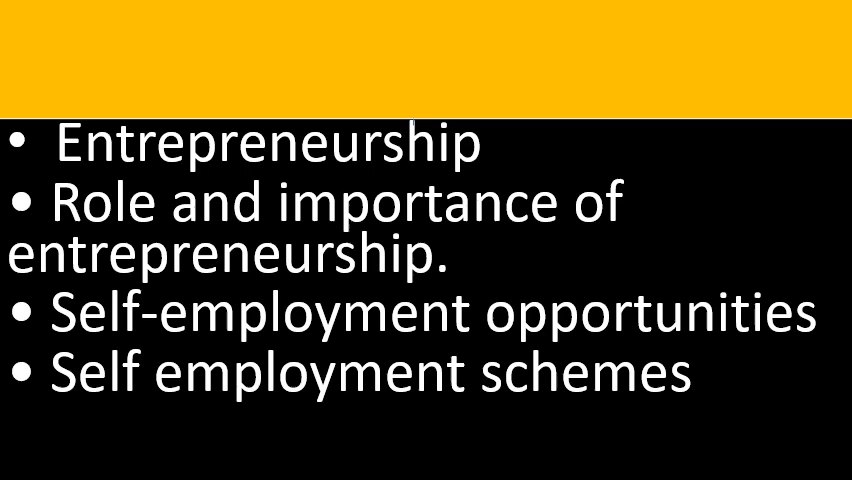 • Entrepreneurship
• Role and importance of
entrepreneurship.
• Self-employment opportunities
• Self employment schemes